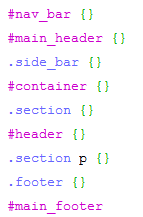 #nav_bar {}
#main_header {}
.side_bar {}
#container {}
.section {}
#header {}
.section p {}
.footer {}
#main_footer